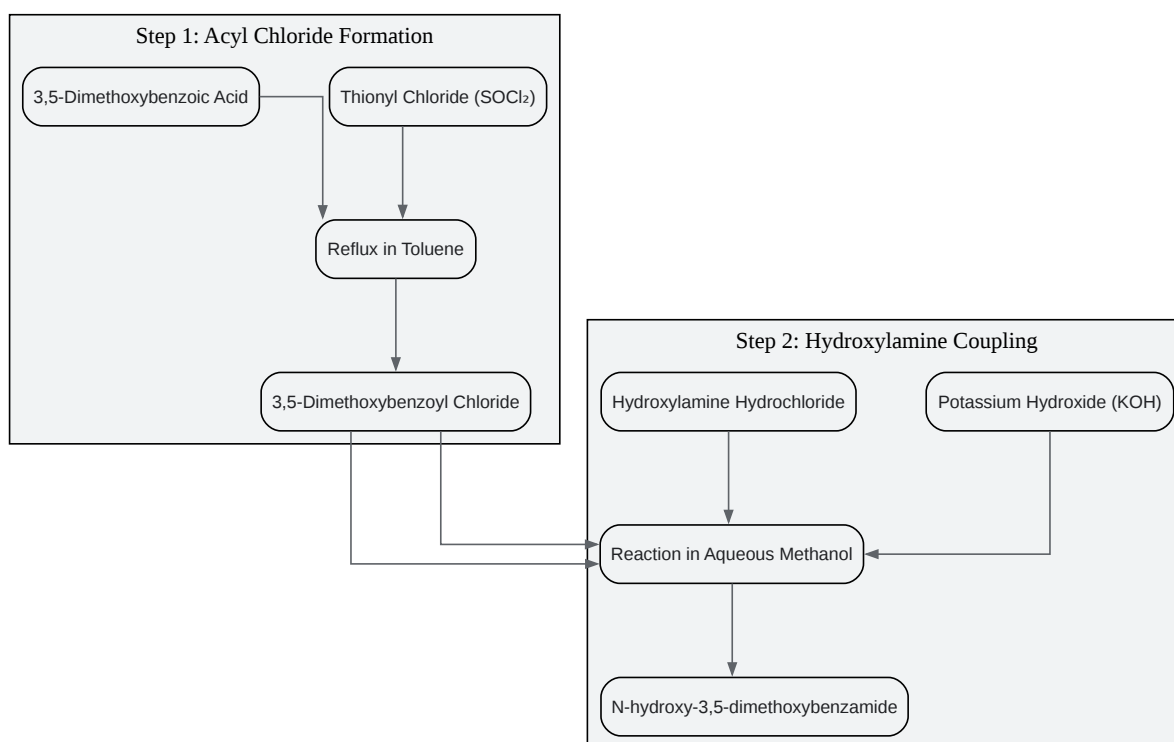 Step 1: Acyl Chloride Formation
3,5-Dimethoxybenzoic Acid
Thionyl Chloride (SOCl₂)
Reflux in Toluene
3,5-Dimethoxybenzoyl Chloride
Step 2: Hydroxylamine Coupling
Hydroxylamine Hydrochloride
Potassium Hydroxide (KOH)
Reaction in Aqueous Methanol
N-hydroxy-3,5-dimethoxybenzamide